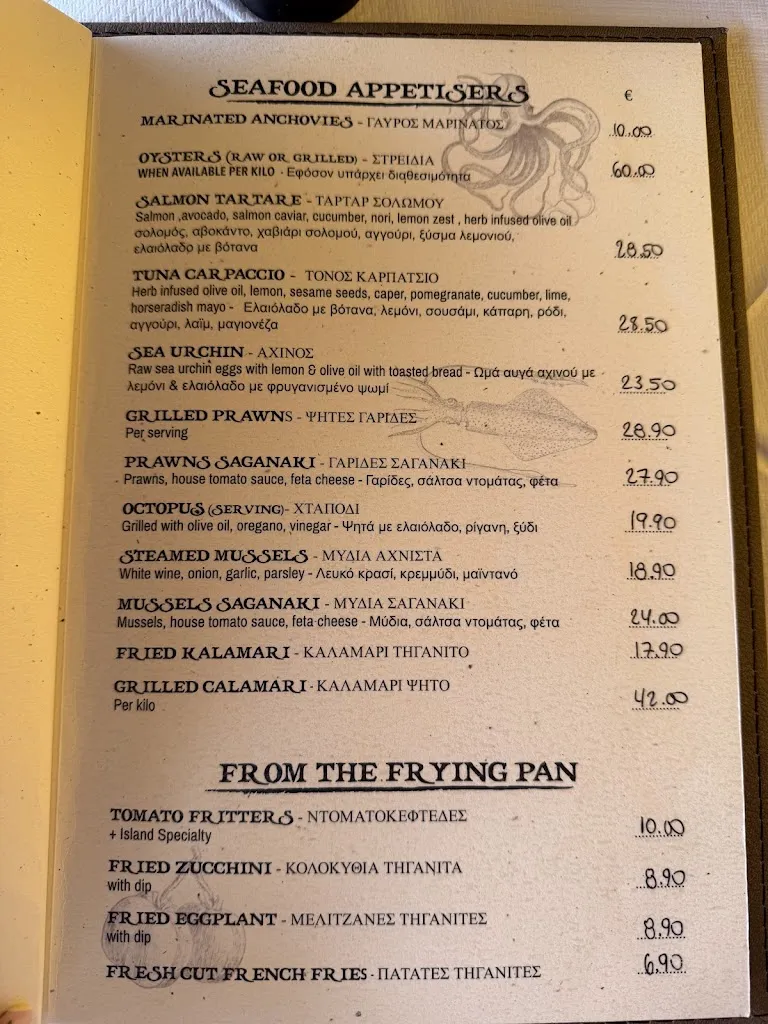 SEAFOOD APPETISERS €
MARINATED ANCHOVIES - ΓΑΥΡΟΣ ΜΑΡΙΝΑΤΟΣ 10.00
OYSTERS (RAW OR GRILLED) - ΣΤΡΕΙΔΙΑ
WHEN AVAILABLE PER KILO - Εφόσον υπάρχει διαθεσιμότητα 60.00
SALMON TARTARE - ΤΑΡΤΑΡ ΣΟΛΩΜΟΥ
Salmon ,avocado, salmon caviar, cucumber, nori, lemon zest , herb infused olive oil
σολομός, αβοκάντο, χαβιάρι σολομού, αγγούρι, ξύσμα λεμονιού,
ελαιόλαδο με βότανα 28.50
TUNA CARPACCIO - ΤΟΝΟΣ ΚΑΡΠΑΤΣΙΟ
Herb infused olive oil, lemon, sesame seeds, caper, pomegranate, cucumber, lime,
horseradish mayo - Ελαιόλαδο με βότανα, λεμόνι, σουσάμι, κάπαρη, ρόδι,
αγγούρι, λαϊμ, μαγιονέζα 28.50
SEA URCHIN - ΑΧΙΝΟΣ
Raw sea urchin eggs with lemon & olive oil with toasted bread - Ωμά αυγά αχινού με
λεμόνι & ελαιόλαδο με φρυγανισμένο ψωμί 23.50
GRILLED PRAWNS - ΨΗΤΕΣ ΓΑΡΙΔΕΣ
Per serving 28.90
PRAWNS SAGANAKI - ΓΑΡΙΔΕΣ ΣΑΓΑΝΑΚΙ
Prawns, house tomato sauce, feta cheese - Γαρίδες, σάλτσα ντομάτας, φέτα 27.90
OCTOPUS (SERVING)- ΧΤΑΠΟΔΙ
Grilled with olive oil, oregano, vinegar - Ψητά με ελαιόλαδο, ρίγανη, ξύδι 19.90
STEAMED MUSSELS - ΜΥΔΙΑ ΑΧΝΙΣΤΑ
White wine, onion, garlic, parsley - Λευκό κρασί, κρεμμύδι, μαϊντανό 18.90
MUSSELS SAGANAKI - ΜΥΔΙΑ ΣΑΓΑΝΑΚΙ
Mussels, house tomato sauce, feta cheese - Μύδια, σάλτσα ντομάτας, φέτα 24.00
FRIED KALAMARI - ΚΑΛΑΜΑΡΙ ΤΗΓΑΝΙΤΟ 17.90
GRILLED CALAMARI - ΚΑΛΑΜΑΡΙ ΨΗΤΟ
Per kilo 42.00
FROM THE FRYING PAN
TOMATO FRITTERS - ΝΤΟΜΑΤΟΚΕΦΤΕΔΕΣ
+ Island Specialty 10.00
FRIED ZUCCHINI - ΚΟΛΟΚΥΘΙΑ ΤΗΓΑΝΙΤΑ
with dip 8.90
FRIED EGGPLANT - ΜΕΛΙΤΖΑΝΕΣ ΤΗΓΑΝΙΤΕΣ
with dip 8.90
FRESH CUT FRENCH FRIES - ΠΑΤΑΤΕΣ ΤΗΓΑΝΙΤΕΣ 6.90